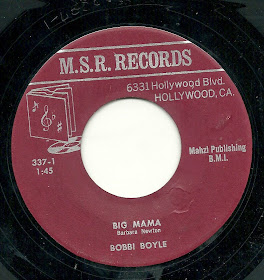 M.S.R. RECORDS
6331 Hollywood Blvd.
HOLLYWOOD, CA.
337-1
1:45
Mahzi Publishing
B.M.I.
BIG MAMA
Barbara Newton
BOBBI BOYLE